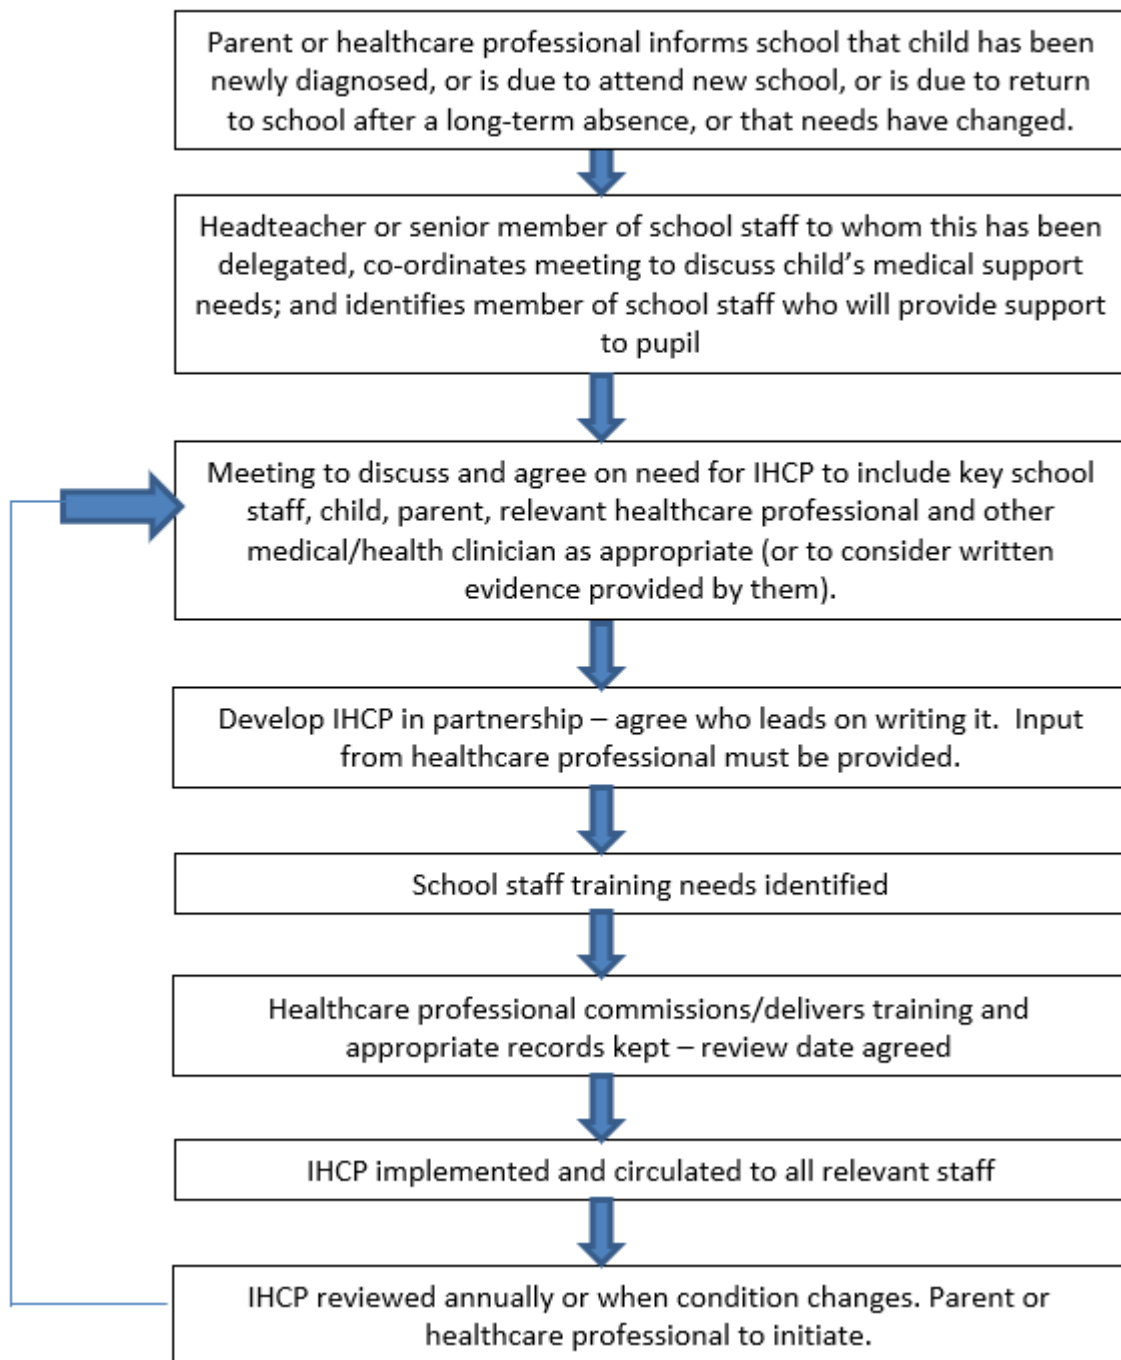 Parent or healthcare professional informs school that child has been
newly diagnosed, or is due to attend new school, or is due to return
to school after a long-term absence, or that needs have changed.
Headteacher or senior member of school staff to whom this has been
delegated, co-ordinates meeting to discuss child’s medical support
needs; and identifies member of school staff who will provide support
to pupil
Meeting to discuss and agree on need for IHCP to include key school
staff, child, parent, relevant healthcare professional and other
medical/health clinician as appropriate (or to consider written
evidence provided by them).
Develop IHCP in partnership – agree who leads on writing it.  Input
from healthcare professional must be provided.
School staff training needs identified
Healthcare professional commissions/delivers training and
appropriate records kept – review date agreed
IHCP implemented and circulated to all relevant staff
IHCP reviewed annually or when condition changes. Parent or
healthcare professional to initiate.